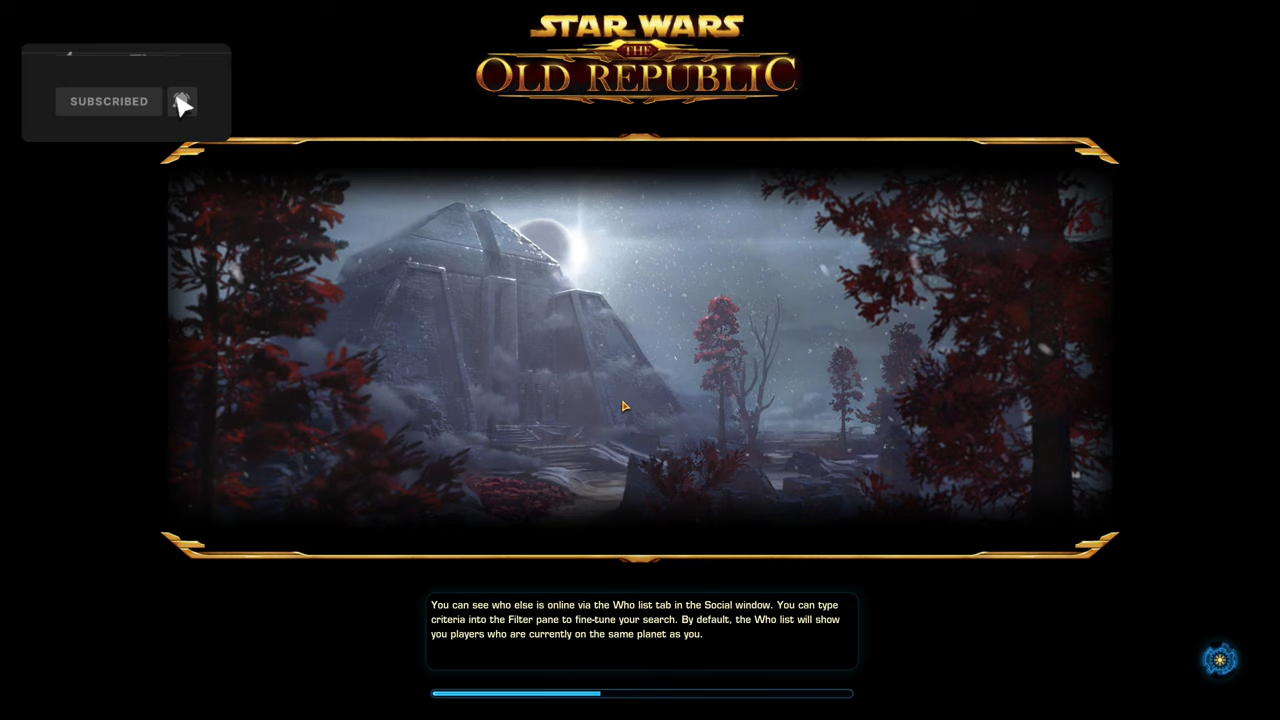 STAR WARS
THE
OLD REPUBLIC
SUBSCRIBED
You can see who else is online via the Who list tab in the Social window. You can type
criteria into the Filter pane to fine-tune your search. By default, the Who list will show
you players who are currently on the same planet as you.